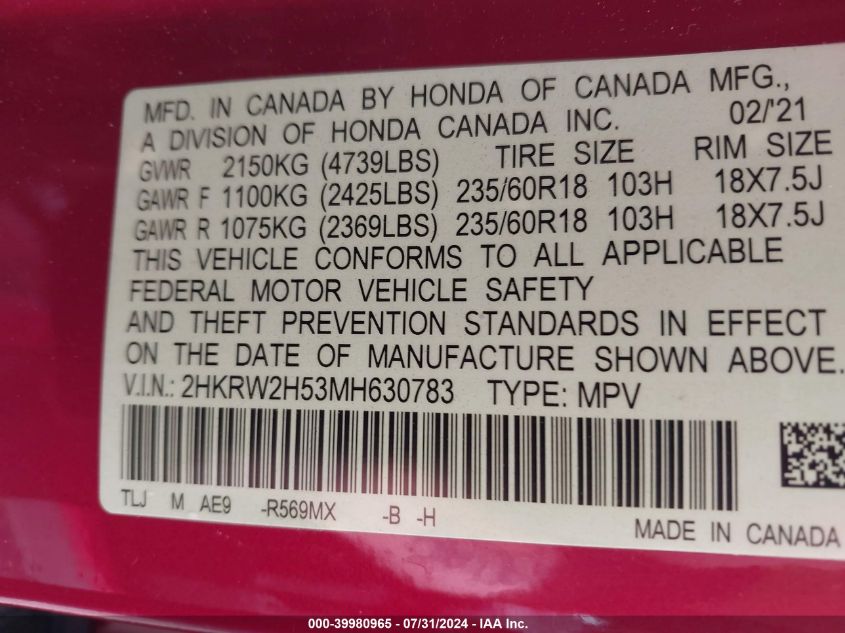 MFD. IN CANADA BY HONDA OF CANADA MFG.,
A DIVISION OF HONDA CANADA INC. 02/'21
GVWR 2150KG (4739LBS) TIRE SIZE RIM SIZE
GAWR F 1100KG (2425LBS) 235/60R18 103H 18X7.5J
GAWR R 1075KG (2369LBS) 235/60R18 103H 18X7.5J
THIS VEHICLE CONFORMS TO ALL APPLICABLE
FEDERAL MOTOR VEHICLE SAFETY
AND THEFT PREVENTION STANDARDS IN EFFECT
ON THE DATE OF MANUFACTURE SHOWN ABOVE.
V.I.N.: 2HKRW2H53MH630783 TYPE: MPV
TLJ M AE9 -R569MX -B -H
MADE IN CANADA
000-39980965 - 07/31/2024 - IAA Inc.